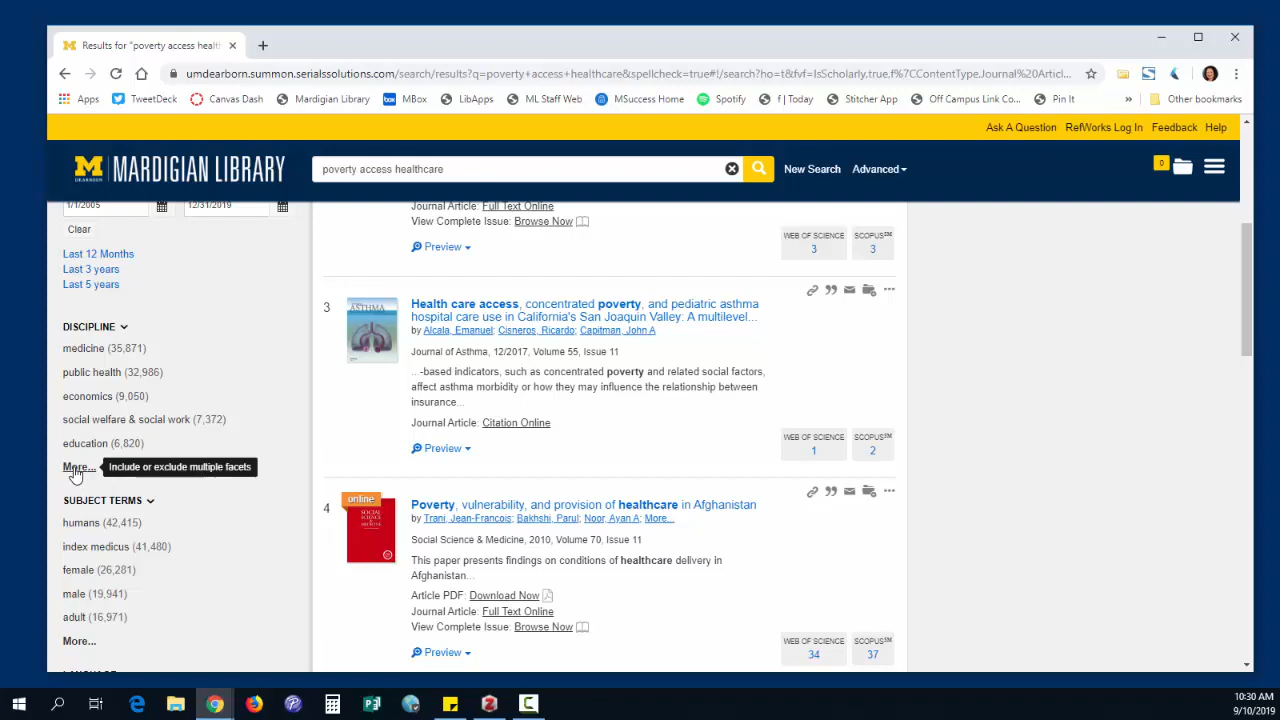 Results for "poverty access healt
umdearborn.summon.serialssolutions.com/search/results?q=poverty+access+healthcare&spellcheck=true#!/search?ho=t&fvf=IsScholarly,true,f%7CContentType,Journal%20Articl...
Apps TweetDeck Canvas Dash Mardigian Library MBox LibApps ML Staff Web MSuccess Home Spotify f | Today Stitcher App Off Campus Link Co... Pin It » Other bookmarks
Ask A Question RefWorks Log In Feedback Help
M DEARBORN MARDIGIAN LIBRARY
poverty access healthcare
New Search Advanced
0
1/1/2005 12/31/2019
Clear
Last 12 Months
Last 3 years
Last 5 years
DISCIPLINE
medicine (35,871)
public health (32,986)
economics (9,050)
social welfare & social work (7,372)
education (6,820)
More...
Include or exclude multiple facets
SUBJECT TERMS
humans (42,415)
index medicus (41,480)
female (26,281)
male (19,941)
adult (16,971)
More...
LANGUAGE
Journal Article: Full Text Online
View Complete Issue: Browse Now
Preview
WEB OF SCIENCE
3
SCOPUS℠
3
3
ASTHMA
Health care access, concentrated poverty, and pediatric asthma
hospital care use in California's San Joaquin Valley: A multilevel...
by Alcala, Emanuel; Cisneros, Ricardo; Capitman, John A
Journal of Asthma, 12/2017, Volume 55, Issue 11
...-based indicators, such as concentrated poverty and related social factors,
affect asthma morbidity or how they may influence the relationship between
insurance...
Journal Article: Citation Online
Preview
WEB OF SCIENCE
1
SCOPUS℠
2
4
online
SOCIAL
SCIENCE
&
MEDICINE
Poverty, vulnerability, and provision of healthcare in Afghanistan
by Trani, Jean-Francois; Bakhshi, Parul; Noor, Ayan A; More...
Social Science & Medicine, 2010, Volume 70, Issue 11
This paper presents findings on conditions of healthcare delivery in
Afghanistan...
Article PDF: Download Now
Journal Article: Full Text Online
View Complete Issue: Browse Now
Preview
WEB OF SCIENCE
34
SCOPUS℠
37
10:30 AM
9/10/2019